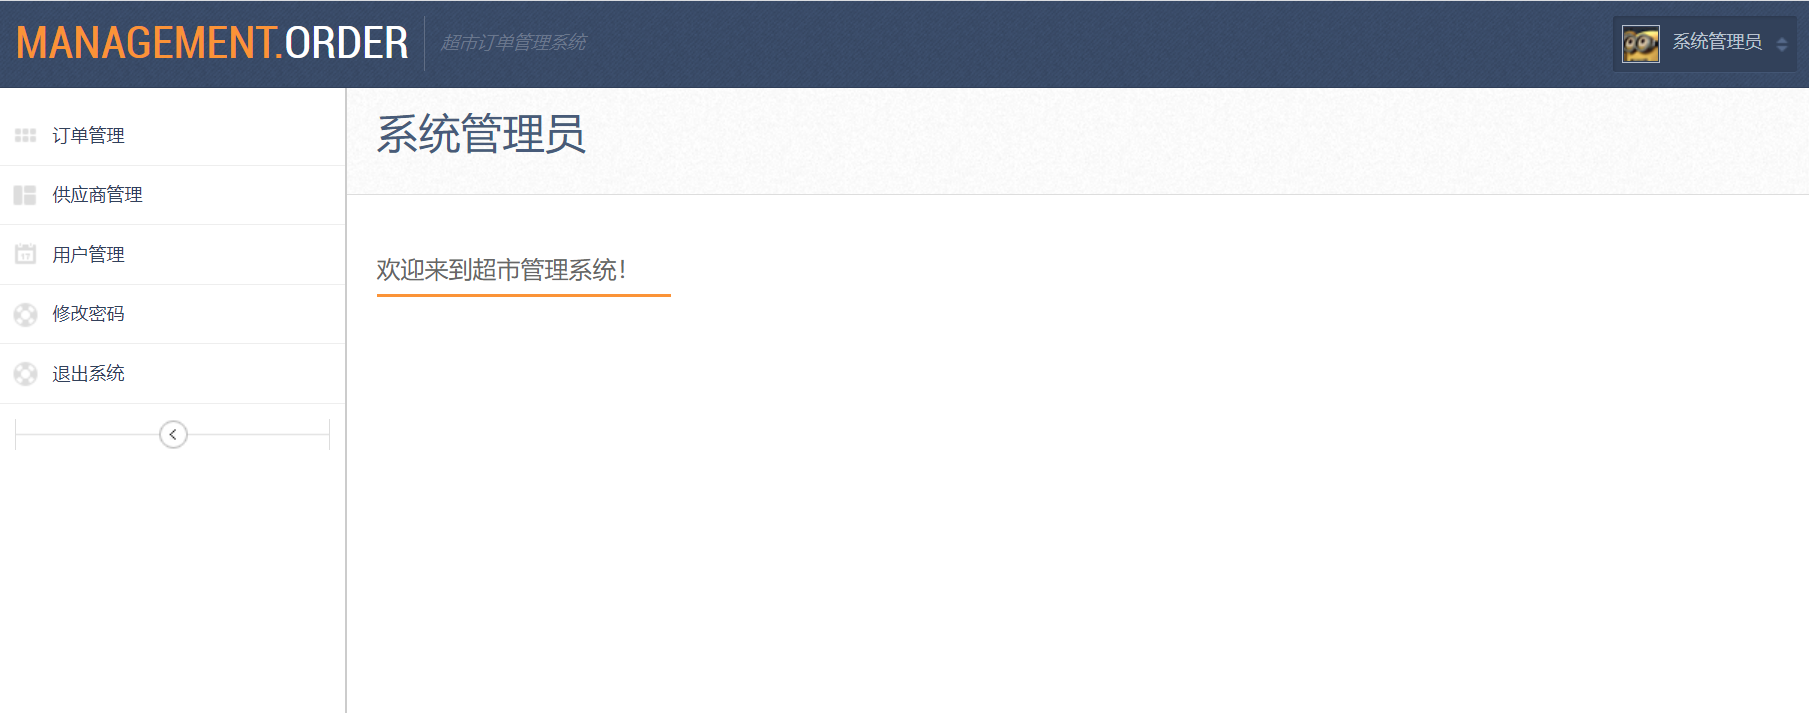 MANAGEMENT.ORDER
超市订单管理系统
系统管理员
订单管理
供应商管理
用户管理
修改密码
退出系统
系统管理员
欢迎来到超市管理系统！